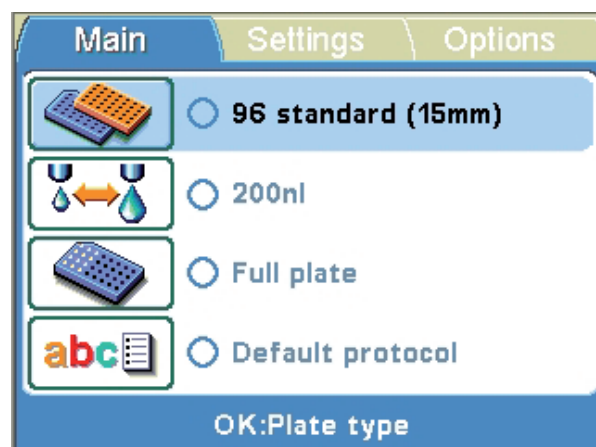 Main Settings Options
96 standard (15mm)
200nl
Full plate
abc Default protocol
OK:Plate type